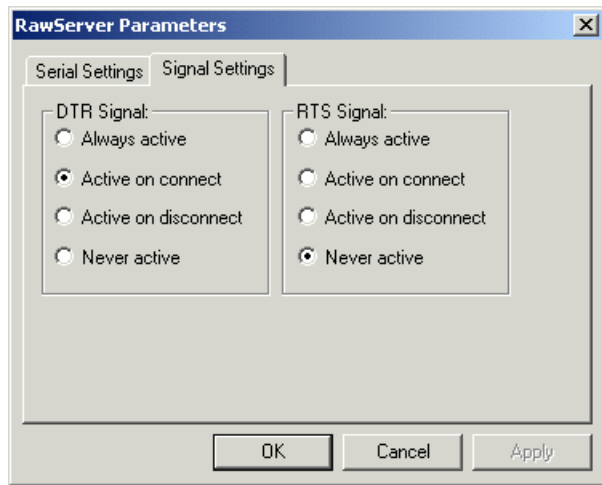 RawServer Parameters
Serial Settings Signal Settings
DTR Signal: RTS Signal:
Always active Always active
Active on connect Active on connect
Active on disconnect Active on disconnect
Never active Never active
OK Cancel Apply